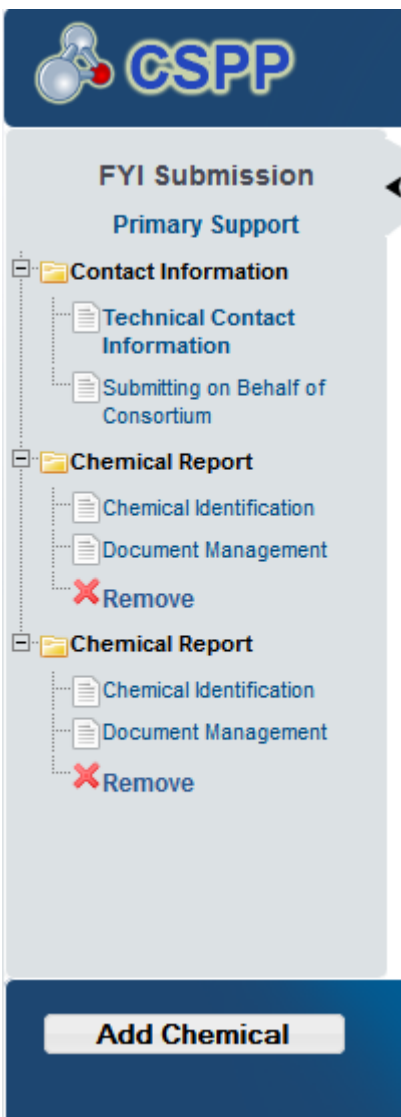 CSPP
FYI Submission
Primary Support
Contact Information
Technical Contact
Information
Submitting on Behalf of
Consortium
Chemical Report
Chemical Identification
Document Management
Remove
Chemical Report
Chemical Identification
Document Management
Remove
Add Chemical